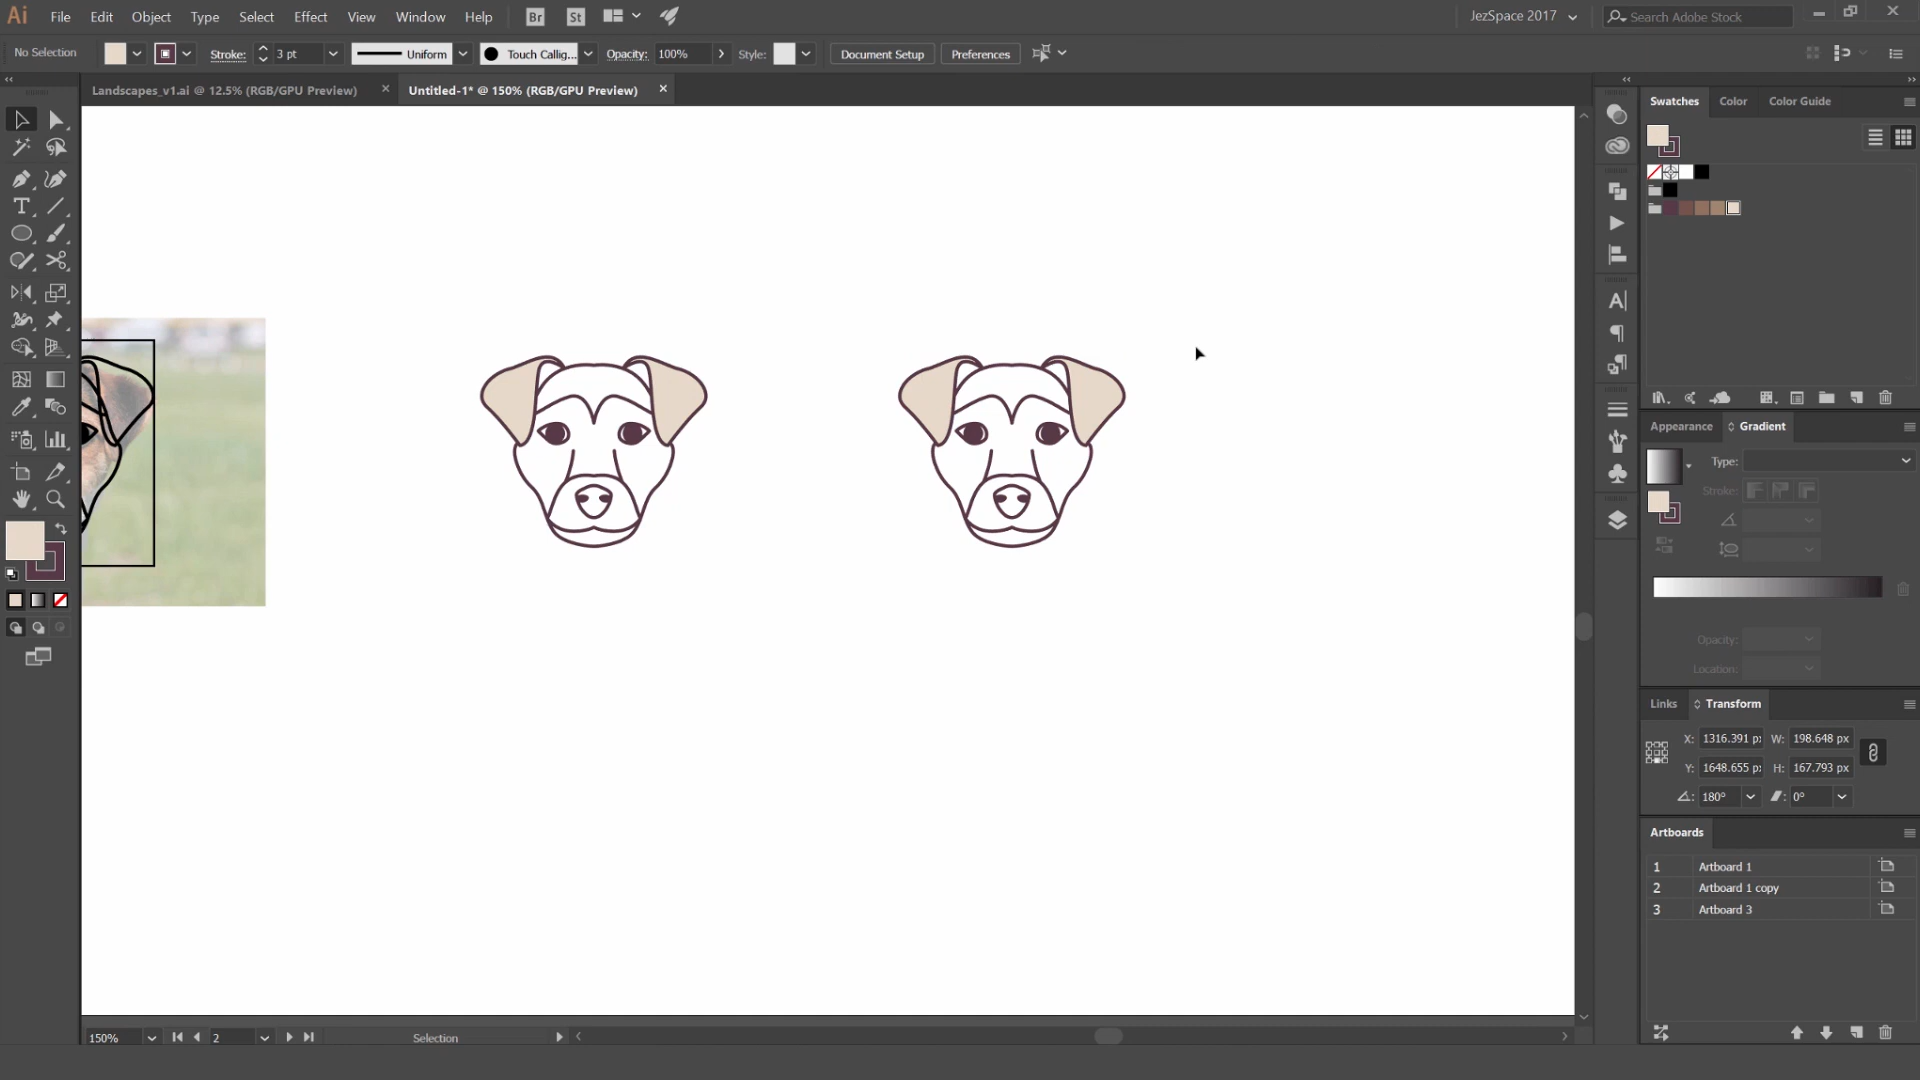 Ai File Edit Object Type Select Effect View Window Help Br St JezSpace 2017 Search Adobe Stock
No Selection Stroke: 3 pt Uniform Touch Callig... Opacity: 100% Style: Document Setup Preferences
Landscapes_v1.ai @ 12.5% (RGB/GPU Preview) × Untitled-1* @ 150% (RGB/GPU Preview) ×
Swatches Color Color Guide
Appearance Gradient
Type:
Stroke:
Opacity:
Location:
Links Transform
X: 1316.391 p W: 198.648 px
Y: 1648.655 p H: 167.793 px
180° 0°
Artboards
1 Artboard 1
2 Artboard 1 copy
3 Artboard 3
150% 2 Selection